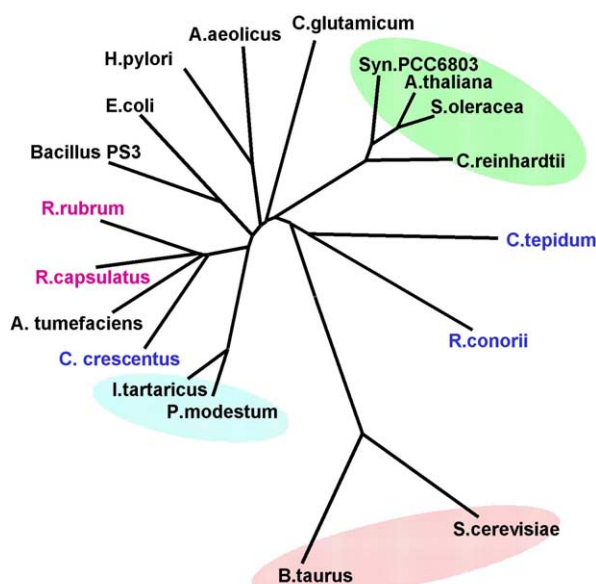 C.glutamicum
A.aeolicus
H.pylori
Syn.PCC6803
A.thaliana
E.coli
S.oleracea
Bacillus PS3
C.reinhardtii
R.rubrum
C.tepidum
R.capsulatus
A. tumefaciens
R.conorii
C. crescentus
I.tartaricus
P.modestum
S.cerevisiae
B.taurus